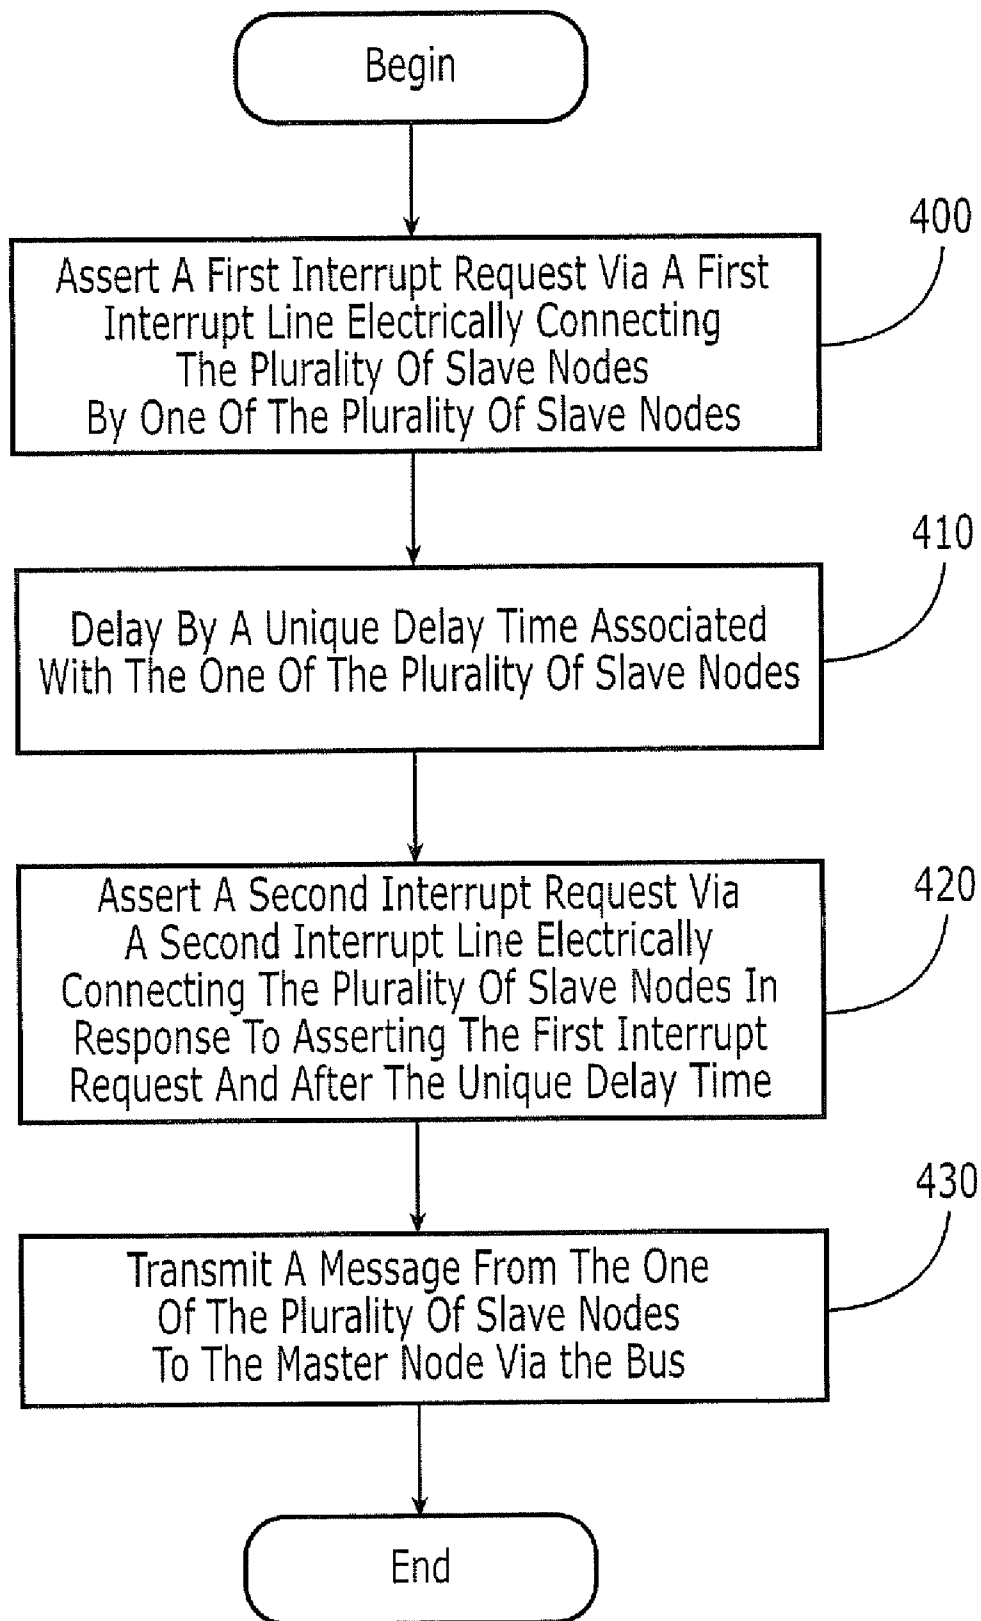 Begin
400
Assert A First Interrupt Request Via A First
Interrupt Line Electrically Connecting
The Plurality Of Slave Nodes
By One Of The Plurality Of Slave Nodes
410
Delay By A Unique Delay Time Associated
With The One Of The Plurality Of Slave Nodes
420
Assert A Second Interrupt Request Via
A Second Interrupt Line Electrically
Connecting The Plurality Of Slave Nodes In
Response To Asserting The First Interrupt
Request And After The Unique Delay Time
430
Transmit A Message From The One
Of The Plurality Of Slave Nodes
To The Master Node Via the Bus
End